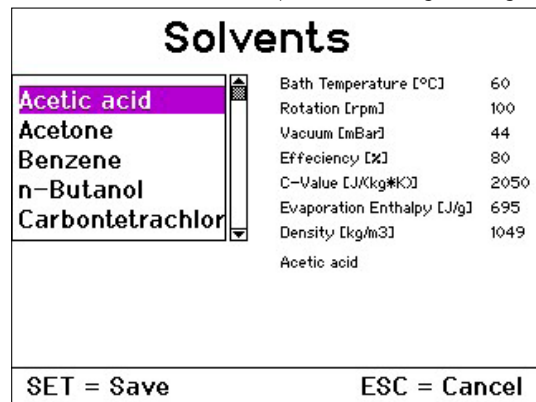 Solvents
Acetic acid
Acetone
Benzene
n-Butanol
Carbontetrachlor
Bath Temperature [ºC] 60
Rotation [rpm] 100
Vacuum [mBar] 44
Effeciency [%] 80
C-Value [J/(kg*K)] 2050
Evaporation Enthalpy [J/g] 695
Density [kg/m3] 1049
Acetic acid
SET = Save
ESC = Cancel